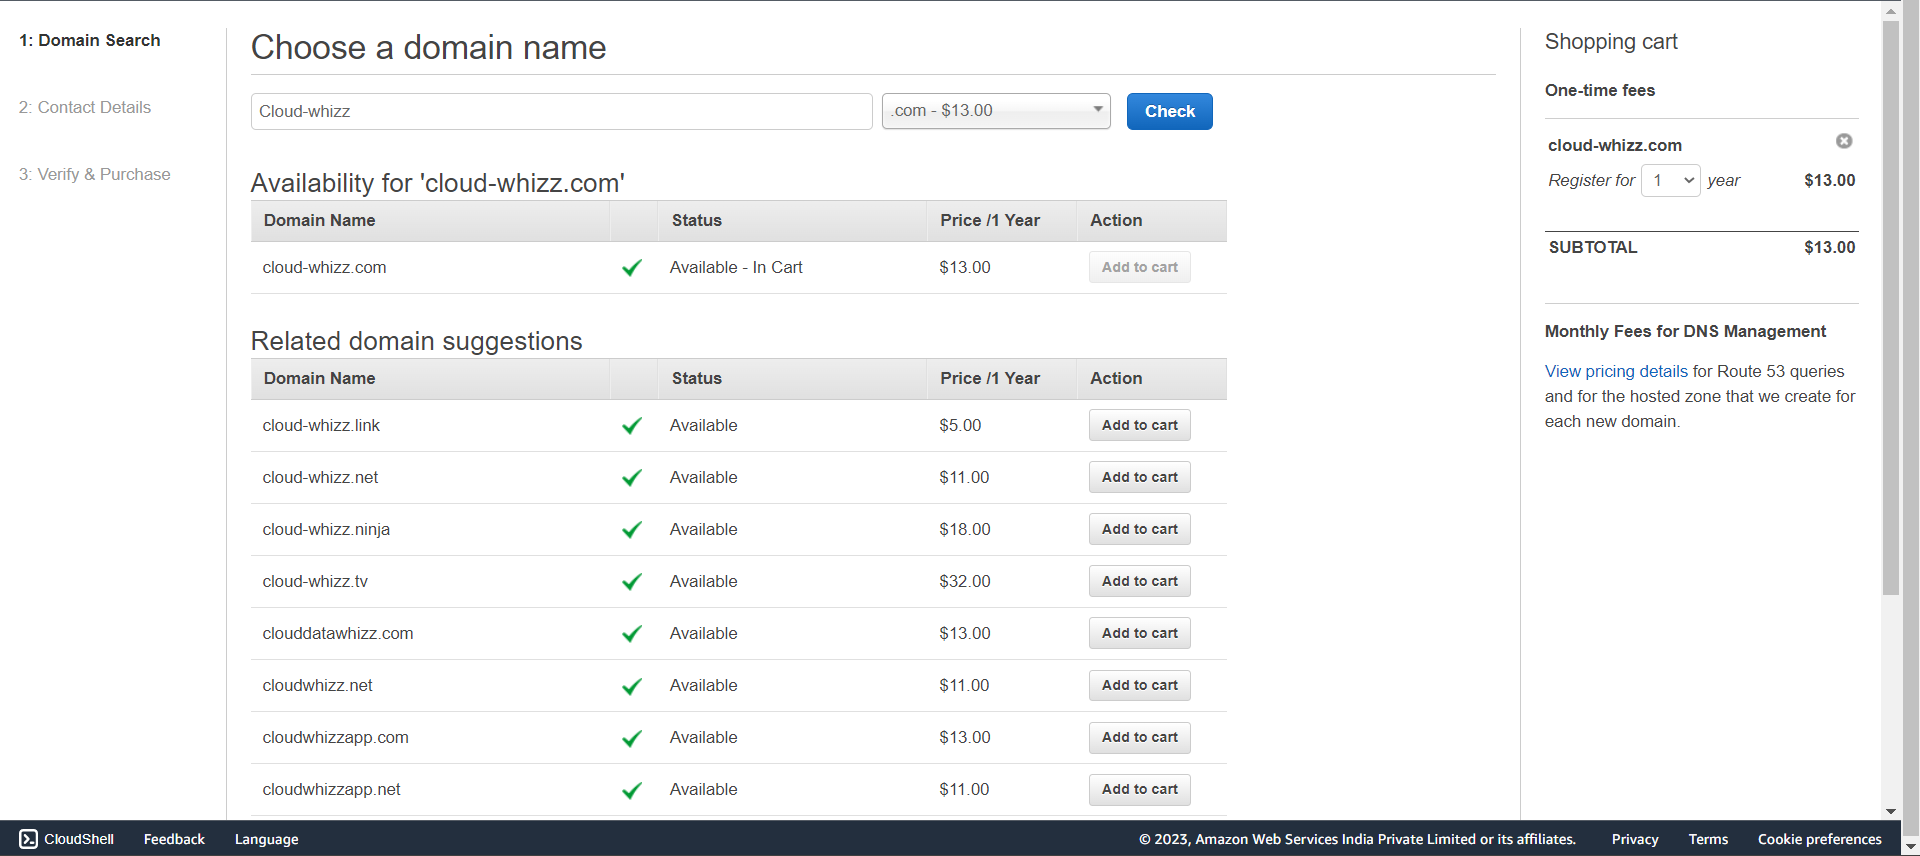 1: Domain Search
2: Contact Details
3: Verify & Purchase
Choose a domain name
Cloud-whizz
.com - $13.00
Check
Availability for 'cloud-whizz.com'
Domain Name Status Price /1 Year Action
cloud-whizz.com Available - In Cart $13.00 Add to cart
Related domain suggestions
Domain Name Status Price /1 Year Action
cloud-whizz.link Available $5.00 Add to cart
cloud-whizz.net Available $11.00 Add to cart
cloud-whizz.ninja Available $18.00 Add to cart
cloud-whizz.tv Available $32.00 Add to cart
clouddatawhizz.com Available $13.00 Add to cart
cloudwhizz.net Available $11.00 Add to cart
cloudwhizzapp.com Available $13.00 Add to cart
cloudwhizzapp.net Available $11.00 Add to cart
Shopping cart
One-time fees
cloud-whizz.com
Register for 1 year $13.00
SUBTOTAL $13.00
Monthly Fees for DNS Management
View pricing details for Route 53 queries
and for the hosted zone that we create for
each new domain.
CloudShell Feedback Language © 2023, Amazon Web Services India Private Limited or its affiliates. Privacy Terms Cookie preferences